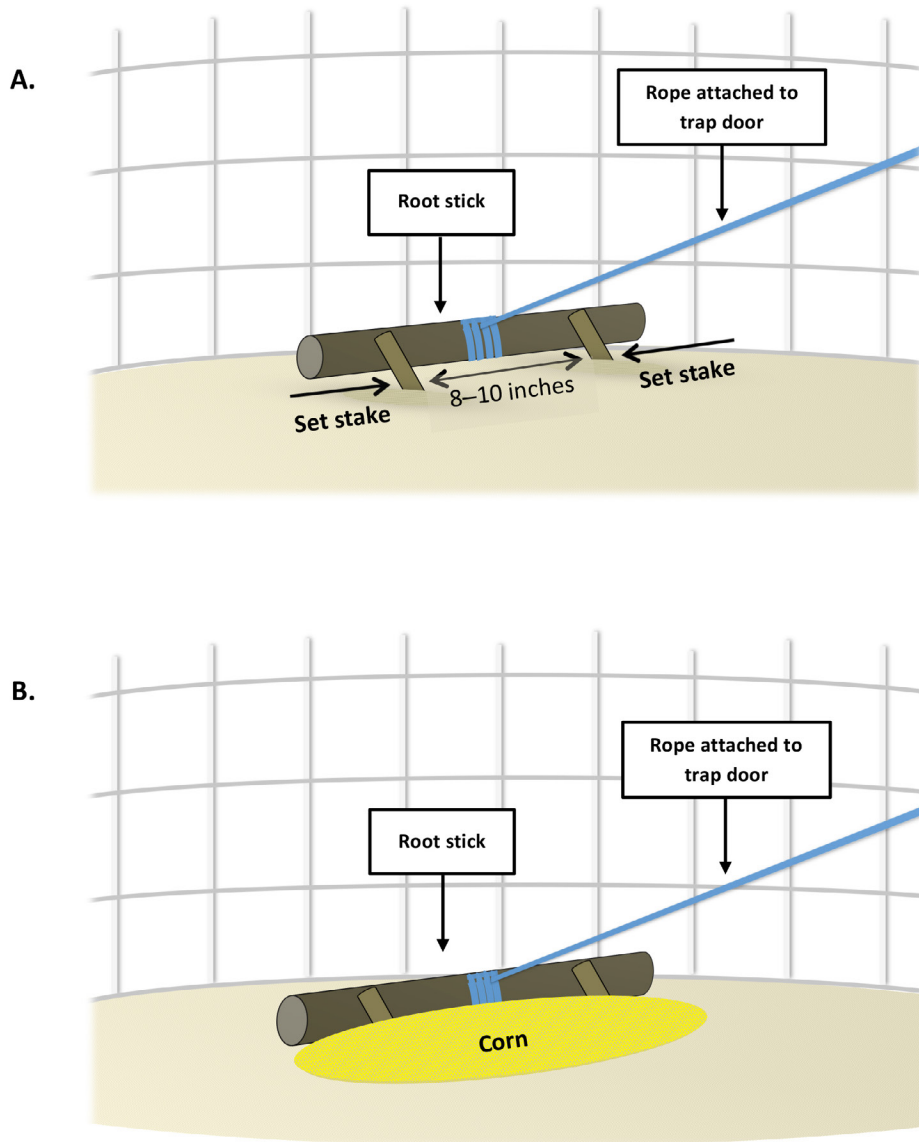 A.
Rope attached to
trap door
Root stick
Set stake
8–10 inches
Set stake
B.
Rope attached to
trap door
Root stick
Corn